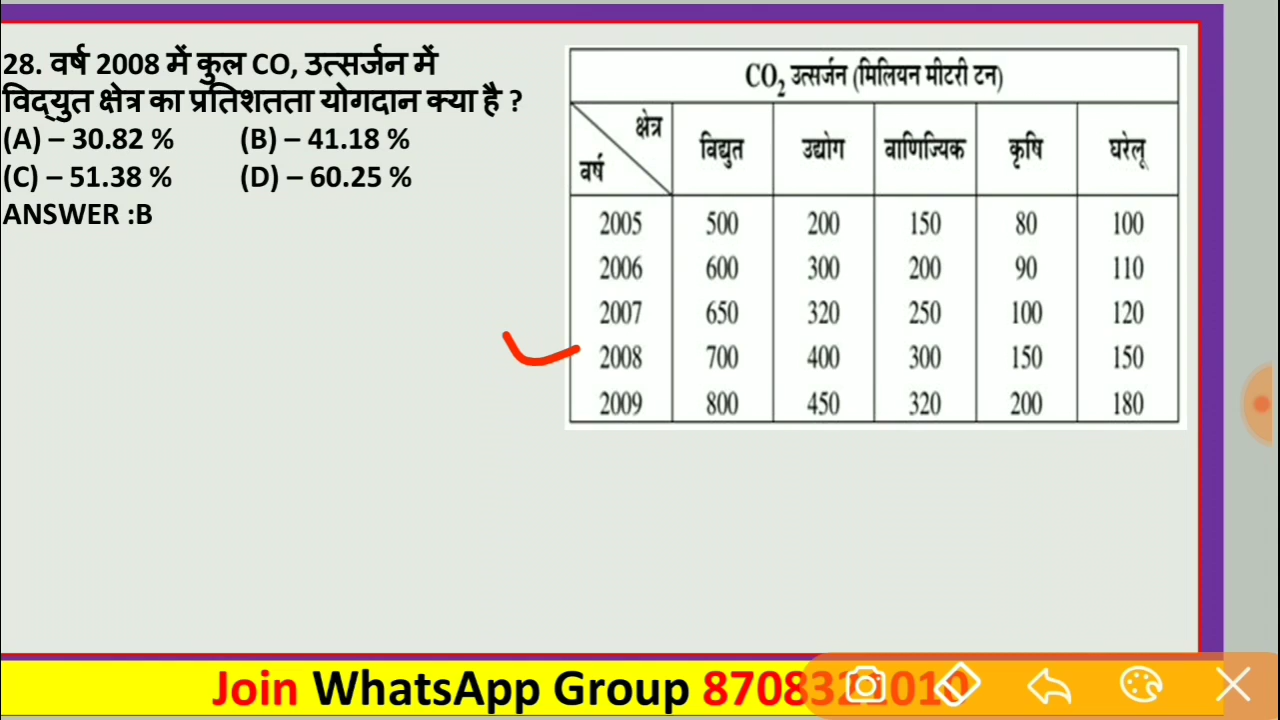 28. वर्ष 2008 में कुल CO, उत्सर्जन में
विद्युत क्षेत्र का प्रतिशतता योगदान क्या है ?
(A) – 30.82 % (B) – 41.18 %
(C) – 51.38 % (D) – 60.25 %
ANSWER :B
CO2 उत्सर्जन (मिलियन मीटरी टन)
क्षेत्र वर्ष विद्युत उद्योग वाणिज्यिक कृषि घरेलू
2005 500 200 150 80 100
2006 600 300 200 90 110
2007 650 320 250 100 120
2008 700 400 300 150 150
2009 800 450 320 200 180
Join WhatsApp Group